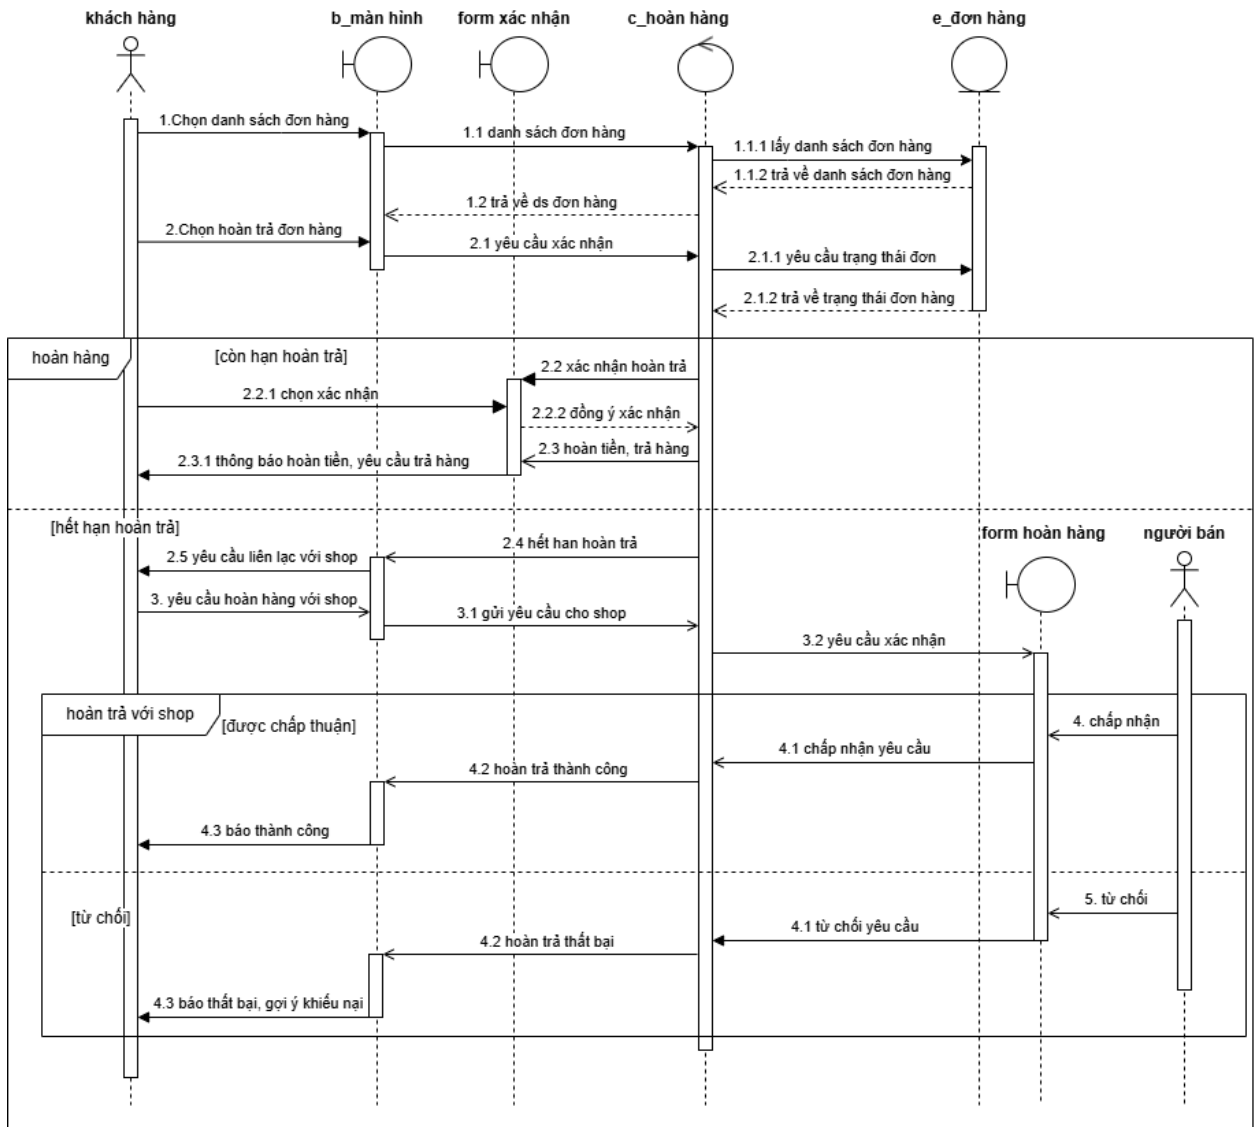 khách hàng
b_màn hình
form xác nhận
c_hoàn hàng
e_đơn hàng
1.Chọn danh sách đơn hàng
1.1 danh sách đơn hàng
1.1.1 lấy danh sách đơn hàng
1.1.2 trả về danh sách đơn hàng
1.2 trả về ds đơn hàng
2.Chọn hoàn trả đơn hàng
2.1 yêu cầu xác nhận
2.1.1 yêu cầu trạng thái đơn
2.1.2 trả về trạng thái đơn hàng
hoàn hàng
[còn hạn hoàn trả]
2.2 xác nhận hoàn trả
2.2.1 chọn xác nhận
2.2.2 đồng ý xác nhận
2.3 hoàn tiền, trả hàng
2.3.1 thông báo hoàn tiền, yêu cầu trả hàng
[hết hạn hoàn trả]
form hoàn hàng
người bán
2.4 hết han hoàn trả
2.5 yêu cầu liên lạc với shop
3. yêu cầu hoàn hàng với shop
3.1 gửi yêu cầu cho shop
3.2 yêu cầu xác nhận
hoàn trả với shop
[được chấp thuận]
4. chấp nhận
4.1 chấp nhận yêu cầu
4.2 hoàn trả thành công
4.3 báo thành công
[từ chối]
5. từ chối
4.1 từ chối yêu cầu
4.2 hoàn trả thất bại
4.3 báo thất bại, gợi ý khiếu nại